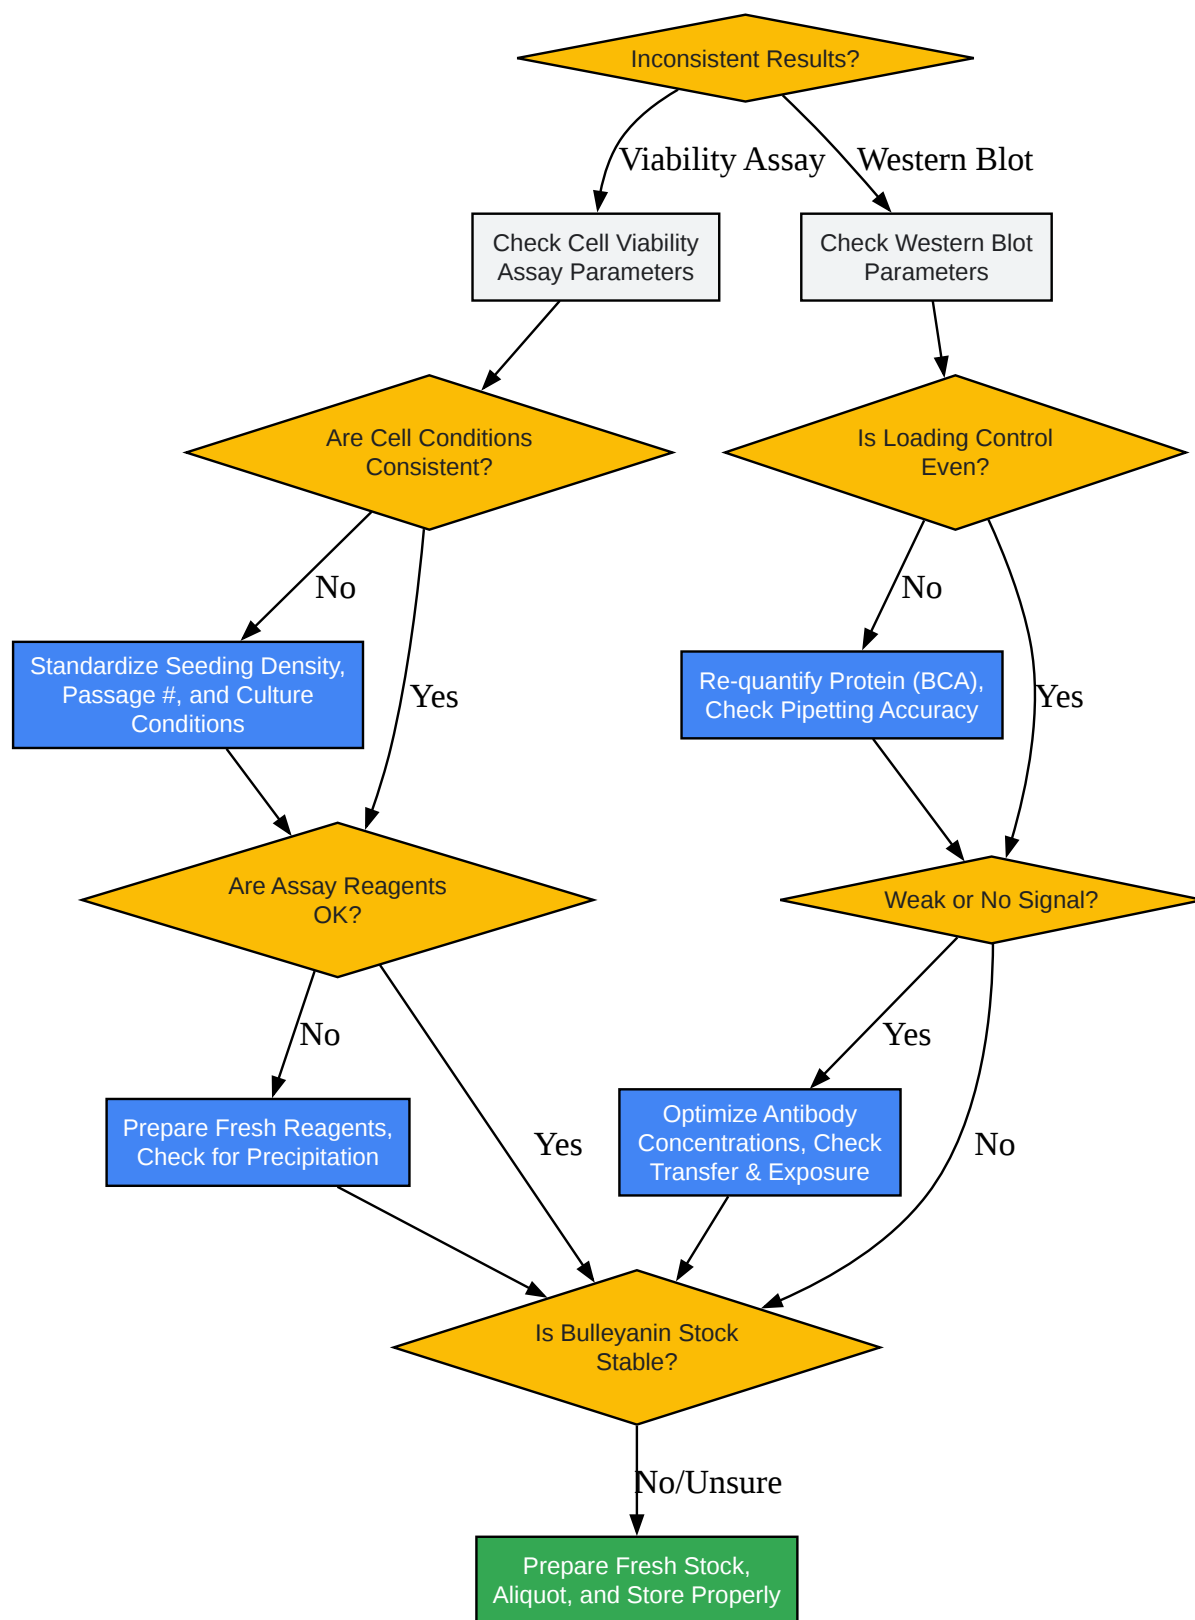 Inconsistent Results?
Viability Assay
Western Blot
Check Cell Viability
Assay Parameters
Check Western Blot
Parameters
Are Cell Conditions
Consistent?
Is Loading Control
Even?
No
No
Standardize Seeding Density,
Passage #, and Culture
Conditions
Yes
Re-quantify Protein (BCA),
Check Pipetting Accuracy
Yes
Are Assay Reagents
OK?
Weak or No Signal?
No
Yes
Prepare Fresh Reagents,
Check for Precipitation
Yes
Optimize Antibody
Concentrations, Check
Transfer & Exposure
No
Is Bulleyanin Stock
Stable?
No/Unsure
Prepare Fresh Stock,
Aliquot, and Store Properly